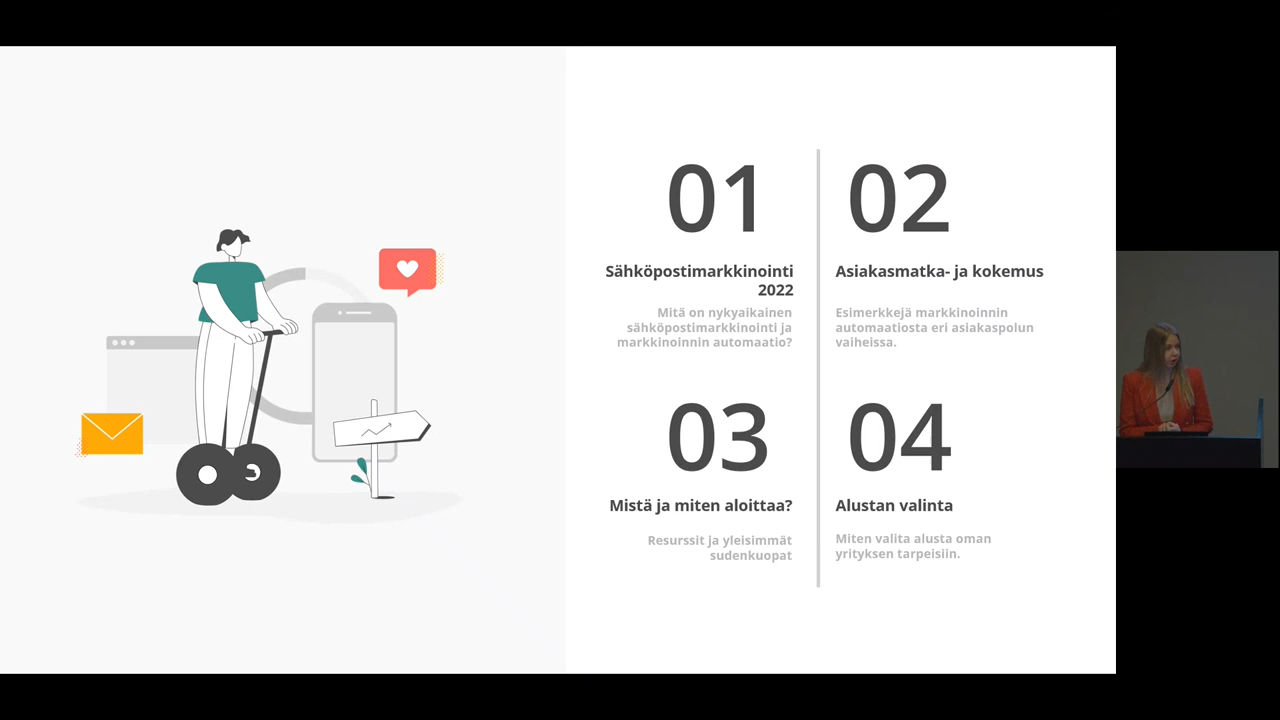 01
Sähköpostimarkkinointi
2022
Mitä on nykyaikainen
sähköpostimarkkinointi ja
markkinoinnin automaatio?
02
Asiakasmatka- ja kokemus
Esimerkkejä markkinoinnin
automaatiosta eri asiakaspolun
vaiheissa.
03
Mistä ja miten aloittaa?
Resurssit ja yleisimmät
sudenkuopat
04
Alustan valinta
Miten valita alusta oman
yrityksen tarpeisiin.